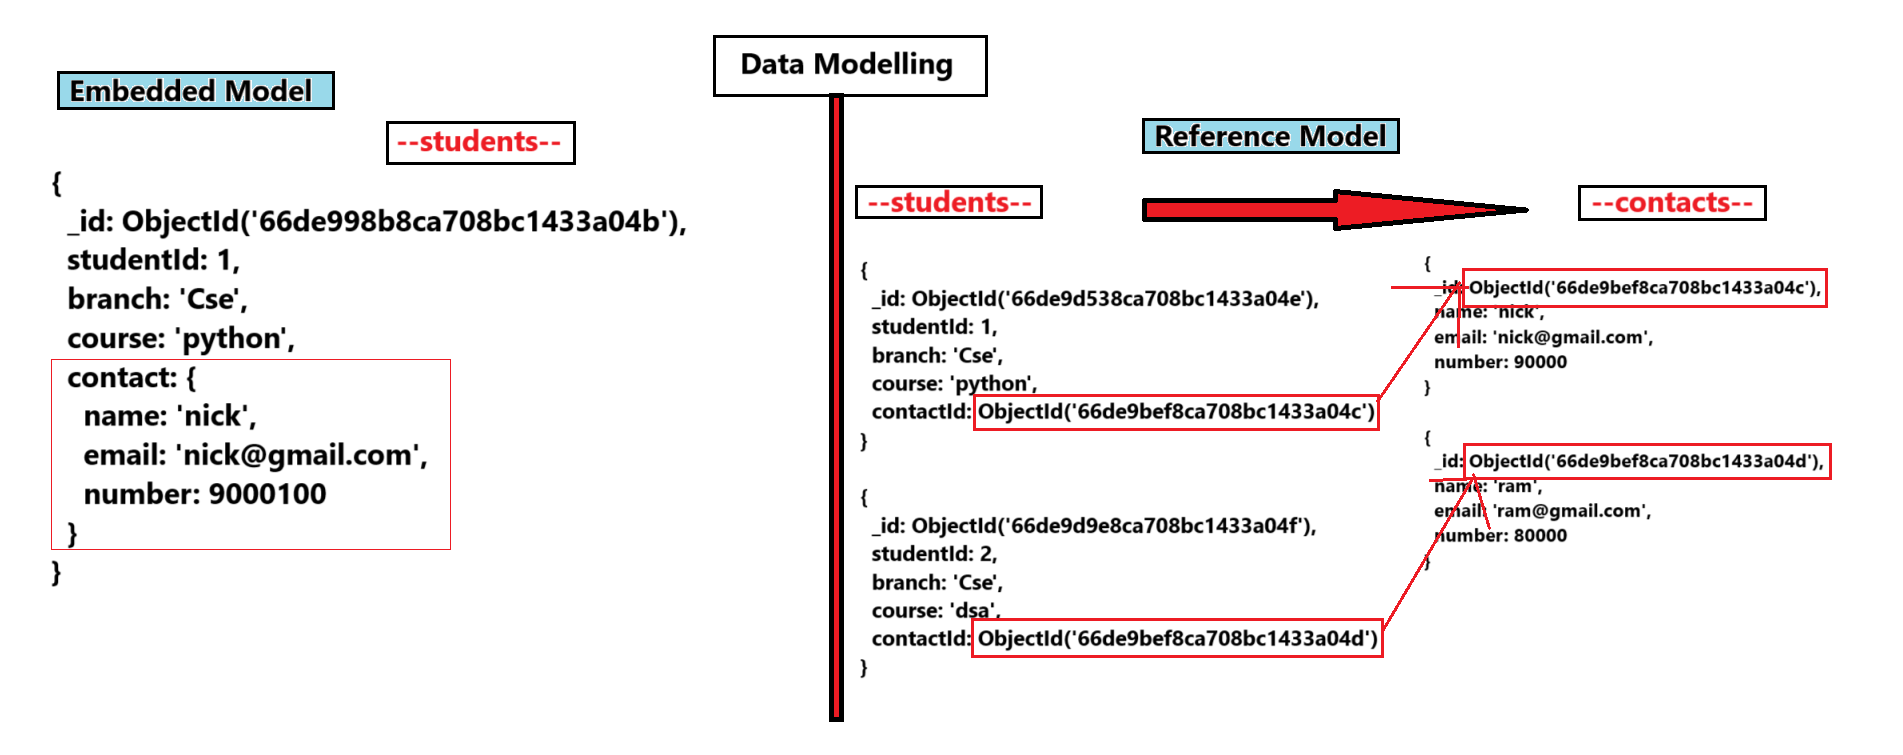 Data Modelling
Embedded Model
--students--
{
_id: ObjectId('66de998b8ca708bc1433a04b'),
studentId: 1,
branch: 'Cse',
course: 'python',
contact: {
name: 'nick',
email: 'nick@gmail.com',
number: 9000100
}
}
Reference Model
--students--
{
_id: ObjectId('66de9d538ca708bc1433a04e'),
studentId: 1,
branch: 'Cse',
course: 'python',
contactId: ObjectId('66de9bef8ca708bc1433a04c')
}
{
_id: ObjectId('66de9d9e8ca708bc1433a04f'),
studentId: 2,
branch: 'Cse',
course: 'dsa',
contactId: ObjectId('66de9bef8ca708bc1433a04d')
}
--contacts--
{
_id: ObjectId('66de9bef8ca708bc1433a04c'),
name: 'nick',
email: 'nick@gmail.com',
number: 90000
}
{
_id: ObjectId('66de9bef8ca708bc1433a04d'),
name: 'ram',
email: 'ram@gmail.com',
number: 80000
}